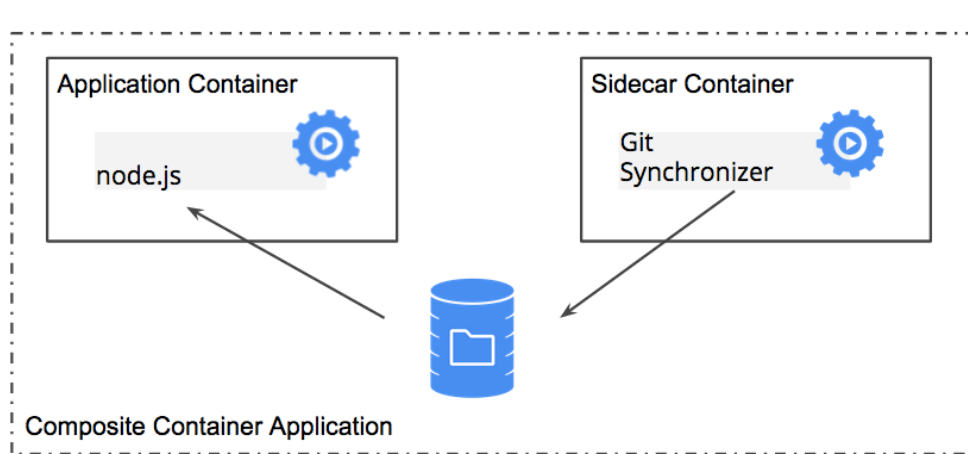 Application Container
node.js
Sidecar Container
Git
Synchronizer
Composite Container Application